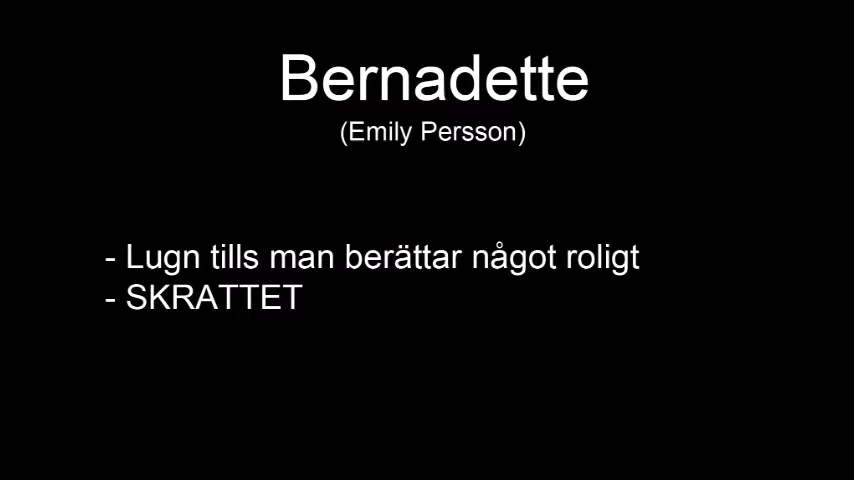 Bernadette
(Emily Persson)
- Lugn tills man berättar något roligt
- SKRATTET